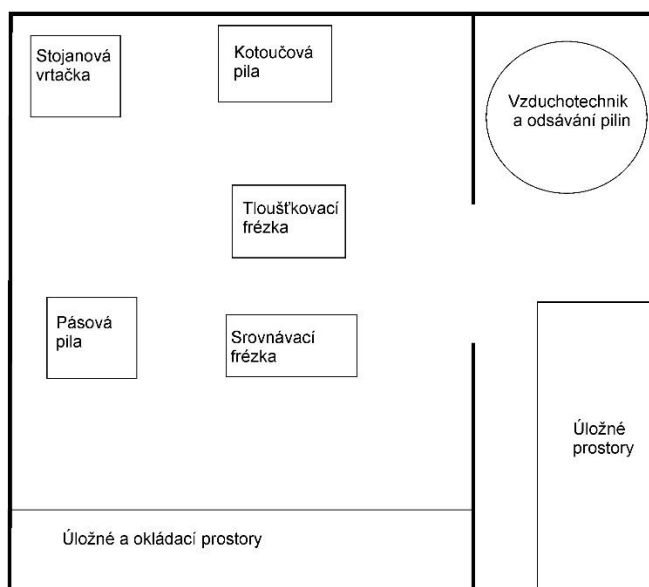 Stojanová
vrtačka
Kotoučová
pila
Vzduchotechnik
a odsávání pilin
Tloušťkovací
frézka
Pásová
pila
Srovnávací
frézka
Úložné
prostory
Úložné a okládací prostory